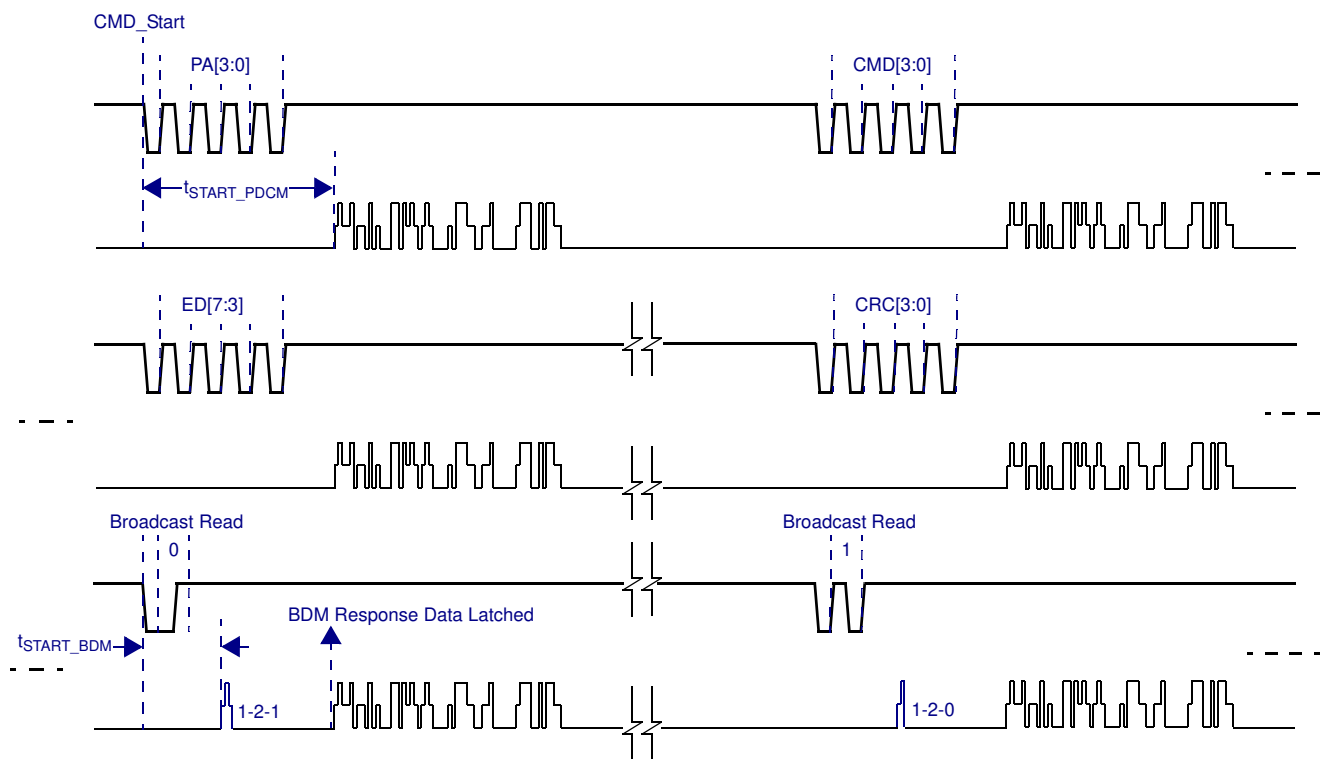 CMD_Start
PA[3:0]
CMD[3:0]
tSTART_PDCM
ED[7:3]
CRC[3:0]
Broadcast Read
Broadcast Read
0
1
BDM Response Data Latched
tSTART_BDM
1-2-1
1-2-0